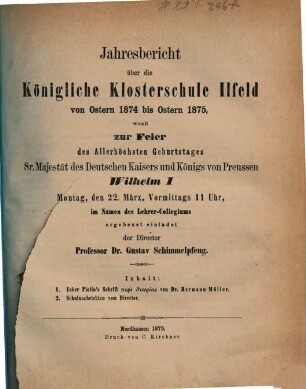 Jahresbericht
über die
Königliche Klosterschule Ilfeld
von Ostern 1874 bis Ostern 1875,
womit
zur Feier
des Allerhöchsten Geburtstages
Sr. Majestät des Deutschen Kaisers und Königs von Preussen
Wilhelm I
Montag, den 22. März, Vormittags 11 Uhr,
im Namen des Lehrer-Collegiums
ergebenst einladet
der Director
Professor Dr. Gustav Schimmelpfeng.
Inhalt:
1. Ueber Plotin's Schrift περὶ θεωρίας von Dr. Hermann Müller.
2. Schulnachrichten vom Director.
Nordhausen 1875.
Druck von C. Kirchner.